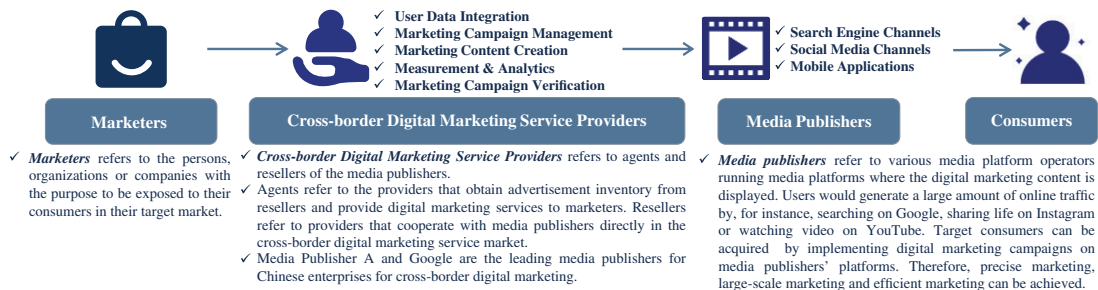 User Data Integration
Marketing Campaign Management
Marketing Content Creation
Measurement & Analytics
Marketing Campaign Verification
Search Engine Channels
Social Media Channels
Mobile Applications
Marketers
Cross-border Digital Marketing Service Providers
Media Publishers
Consumers
Marketers refers to the persons,
organizations or companies with
the purpose to be exposed to their
consumers in their target market.
Cross-border Digital Marketing Service Providers refers to agents and
resellers of the media publishers.
Agents refer to the providers that obtain advertisement inventory from
resellers and provide digital marketing services to marketers. Resellers
refer to providers that cooperate with media publishers directly in the
cross-border digital marketing service market.
Media Publisher A and Google are the leading media publishers for
Chinese enterprises for cross-border digital marketing.
Media publishers refer to various media platform operators
running media platforms where the digital marketing content is
displayed. Users would generate a large amount of online traffic
by, for instance, searching on Google, sharing life on Instagram
or watching video on YouTube. Target consumers can be
acquired by implementing digital marketing campaigns on
media publishers' platforms. Therefore, precise marketing,
large-scale marketing and efficient marketing can be achieved.